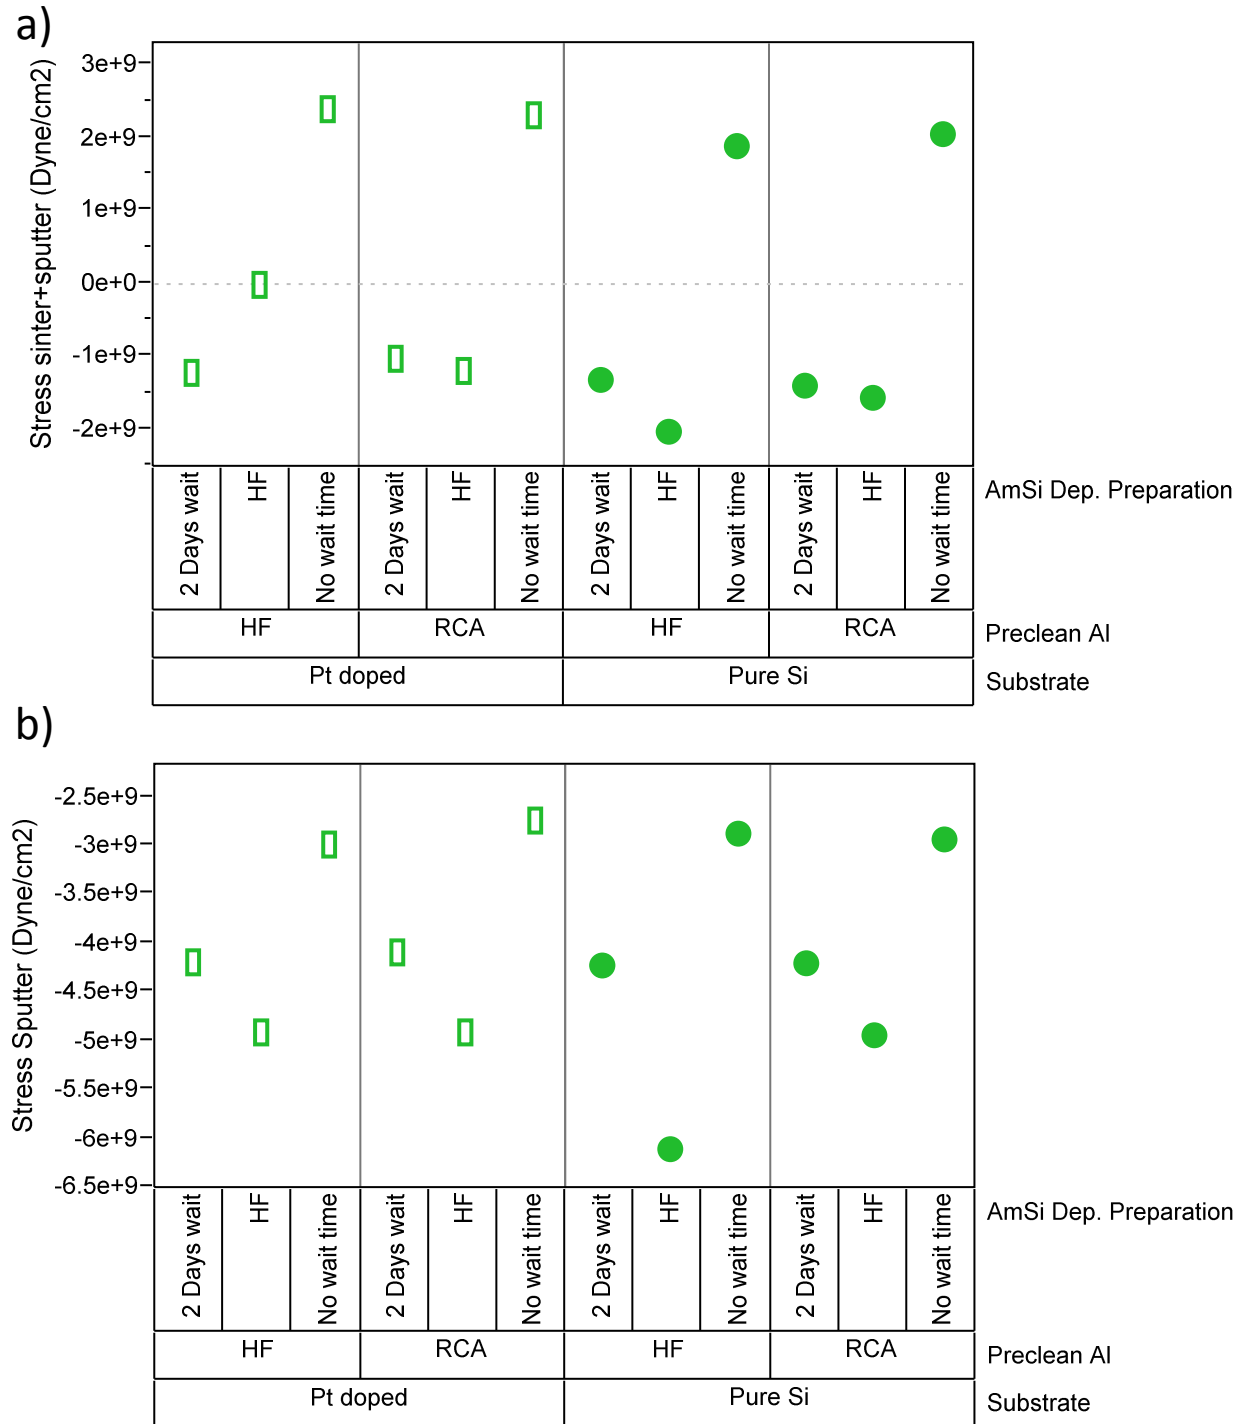 a)
Stress sinter+sputter (Dyne/cm2)
3e+9
2e+9
1e+9
0e+0
-1e+9
-2e+9
2 Days wait
HF
No wait time
2 Days wait
HF
No wait time
2 Days wait
HF
No wait time
2 Days wait
HF
No wait time
AmSi Dep. Preparation
HF RCA HF RCA Preclean Al
Pt doped Pure Si Substrate
b)
Stress Sputter (Dyne/cm2)
-2.5e+9
-3e+9
-3.5e+9
-4e+9
-4.5e+9
-5e+9
-5.5e+9
-6e+9
-6.5e+9
2 Days wait
HF
No wait time
2 Days wait
HF
No wait time
2 Days wait
HF
No wait time
2 Days wait
HF
No wait time
AmSi Dep. Preparation
HF RCA HF RCA Preclean Al
Pt doped Pure Si Substrate